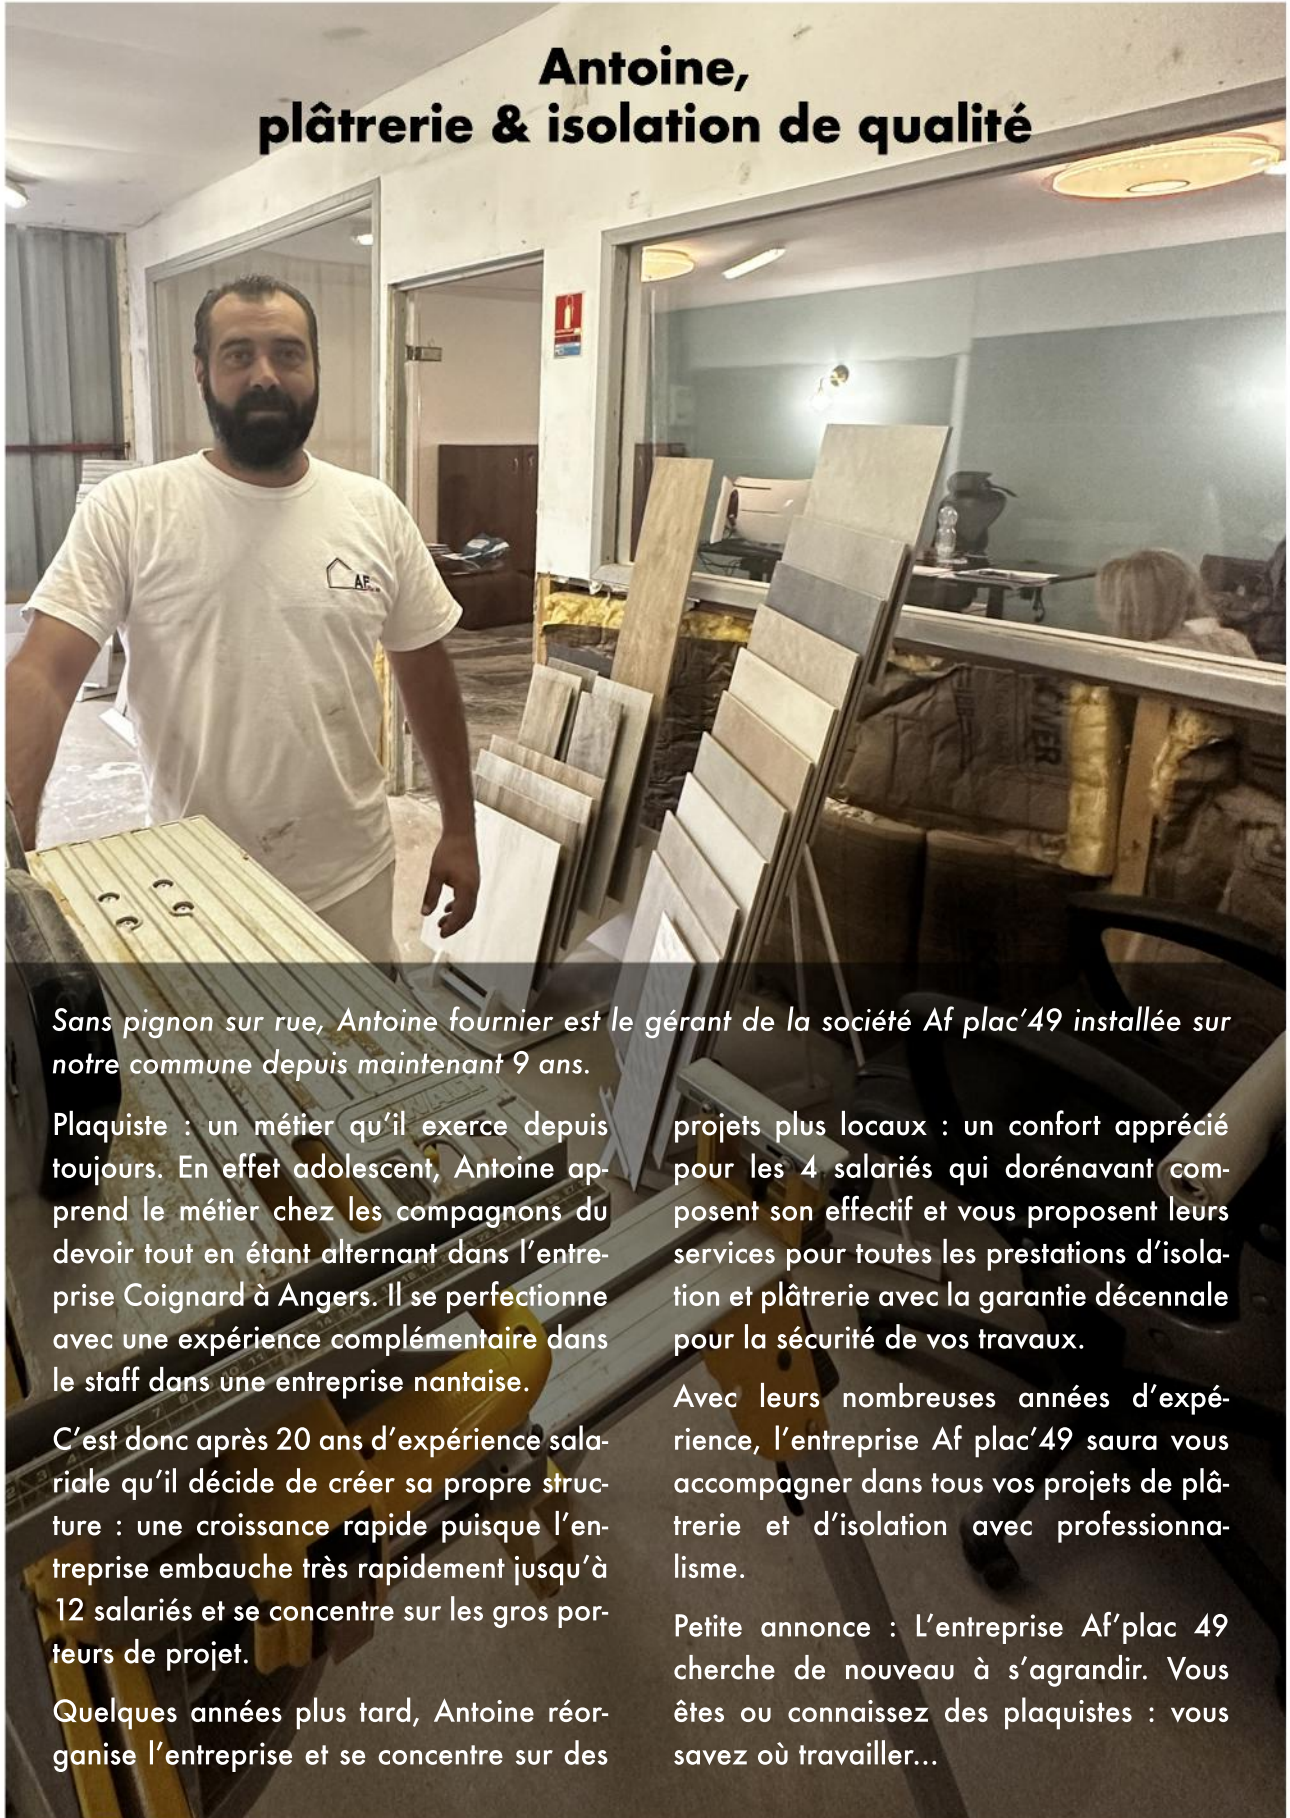 Antoine,
plâtrerie & isolation de qualité
AF
Sans pignon sur rue, Antoine fournier est le gérant de la société Af plac’49 installée sur
notre commune depuis maintenant 9 ans.
Plaquiste : un métier qu’il exerce depuis
toujours. En effet adolescent, Antoine ap-
prend le métier chez les compagnons du
devoir tout en étant alternant dans l’entre-
prise Coignard à Angers. Il se perfectionne
avec une expérience complémentaire dans
le staff dans une entreprise nantaise.
C’est donc après 20 ans d’expérience sala-
riale qu’il décide de créer sa propre struc-
ture : une croissance rapide puisque l’en-
treprise embauche très rapidement jusqu’à
12 salariés et se concentre sur les gros por-
teurs de projet.
Quelques années plus tard, Antoine réor-
ganise l’entreprise et se concentre sur des
projets plus locaux : un confort apprécié
pour les 4 salariés qui dorénavant com-
posent son effectif et vous proposent leurs
services pour toutes les prestations d’isola-
tion et plâtrerie avec la garantie décennale
pour la sécurité de vos travaux.
Avec leurs nombreuses années d’expé-
rience, l’entreprise Af plac’49 saura vous
accompagner dans tous vos projets de plâ-
trerie et d’isolation avec professionna-
lisme.
Petite annonce : L’entreprise Af’plac 49
cherche de nouveau à s’agrandir. Vous
êtes ou connaissez des plaquistes : vous
savez où travailler...